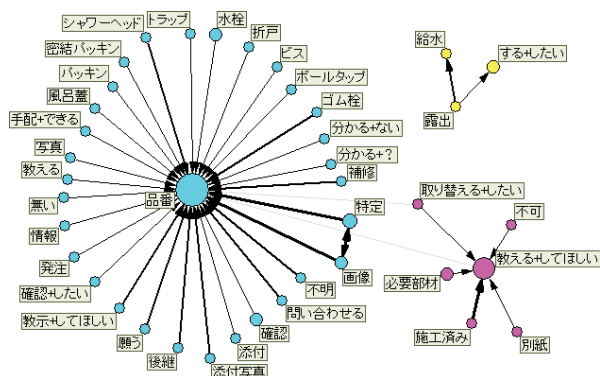 シャワーヘッド
トラップ
水栓
折戸
ビス
ボールタップ
ゴム栓
分かる+ない
分かる+?
補修
特定
画像
不明
問い合わせる
確認
添付
添付写真
後継
願う
教示+してほしい
確認+したい
発注
情報
無い
教える
写真
手配+できる
風呂蓋
パッキン
密結パッキン
品番
給水
する+したい
露出
取り替える+したい
不可
教える+してほしい
必要部材
施工済み
別紙